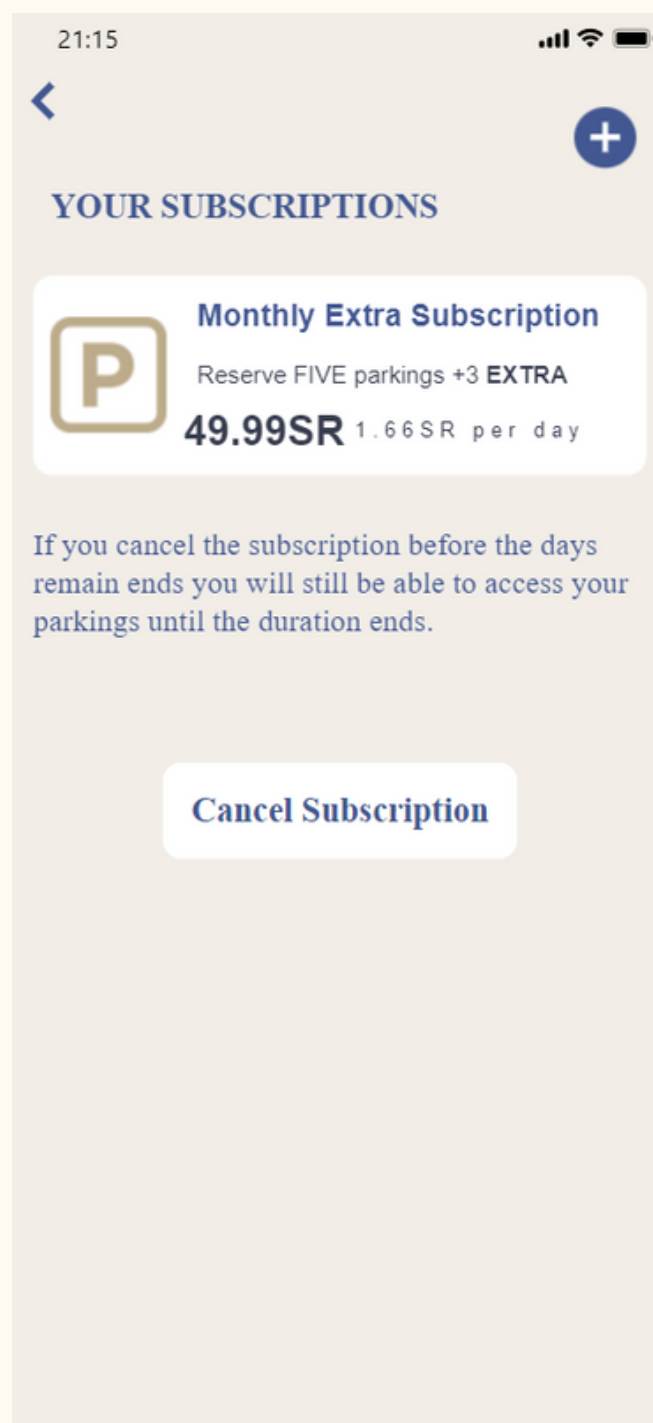 21:15
YOUR SUBSCRIPTIONS
P
Monthly Extra Subscription
Reserve FIVE parkings +3 EXTRA
49.99SR 1.66SR per day
If you cancel the subscription before the days
remain ends you will still be able to access your
parkings until the duration ends.
Cancel Subscription